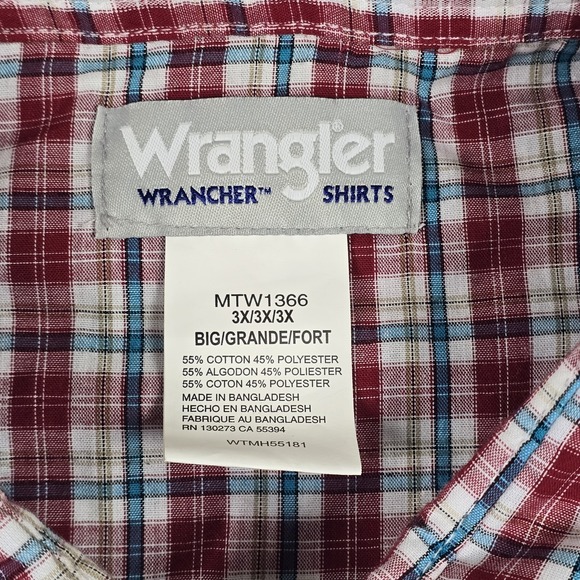 Wrangler®
WRANCHER™ SHIRTS
MTW1366
3X/3X/3X
BIG/GRANDE/FORT
55% COTTON 45% POLYESTER
55% ALGODON 45% POLIESTER
55% COTON 45% POLYESTER
MADE IN BANGLADESH
HECHO EN BANGLADESH
FABRIQUE AU BANGLADESH
RN 130273 CA 55394
WTMH55181